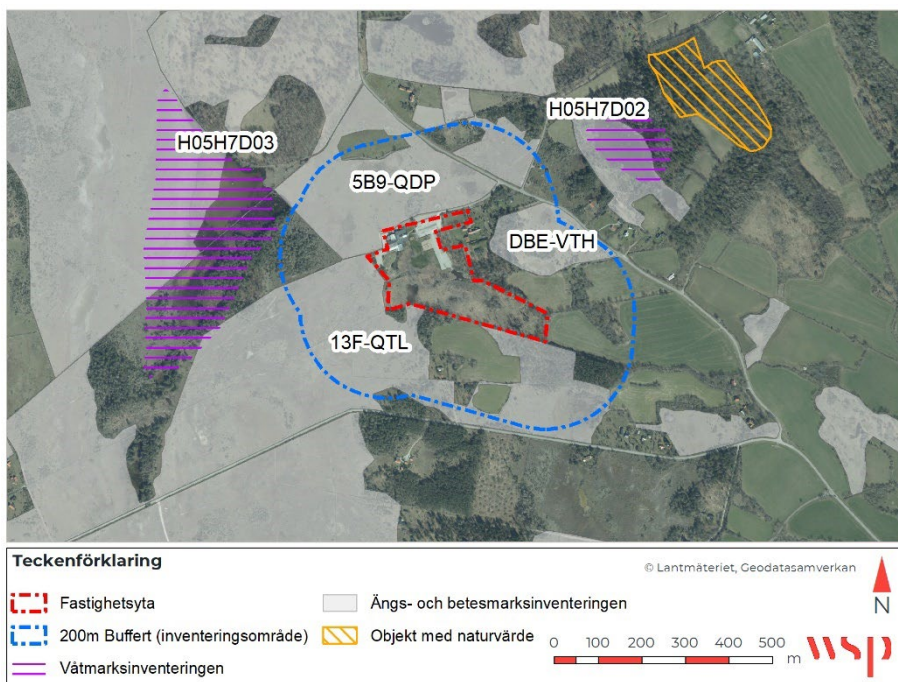 H05H7D03
H05H7D02
5B9-QDP
DBE-VTH
13F-QTL
Teckenförklaring
© Lantmäteriet, Geodatasamverkan
Fastighetsyta
Ängs- och betesmarksinventeringen
N
200m Buffert (inventeringsområde)
Objekt med naturvärde
0 100 200 300 400 500
m
wsp
Våtmarksinventeringen